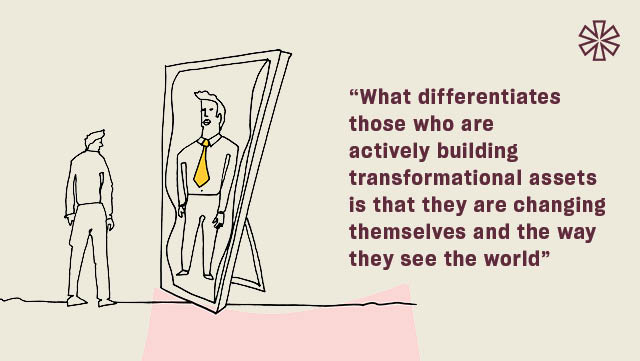 “What differentiates
those who are
actively building
transformational assets
is that they are changing
themselves and the way
they see the world”